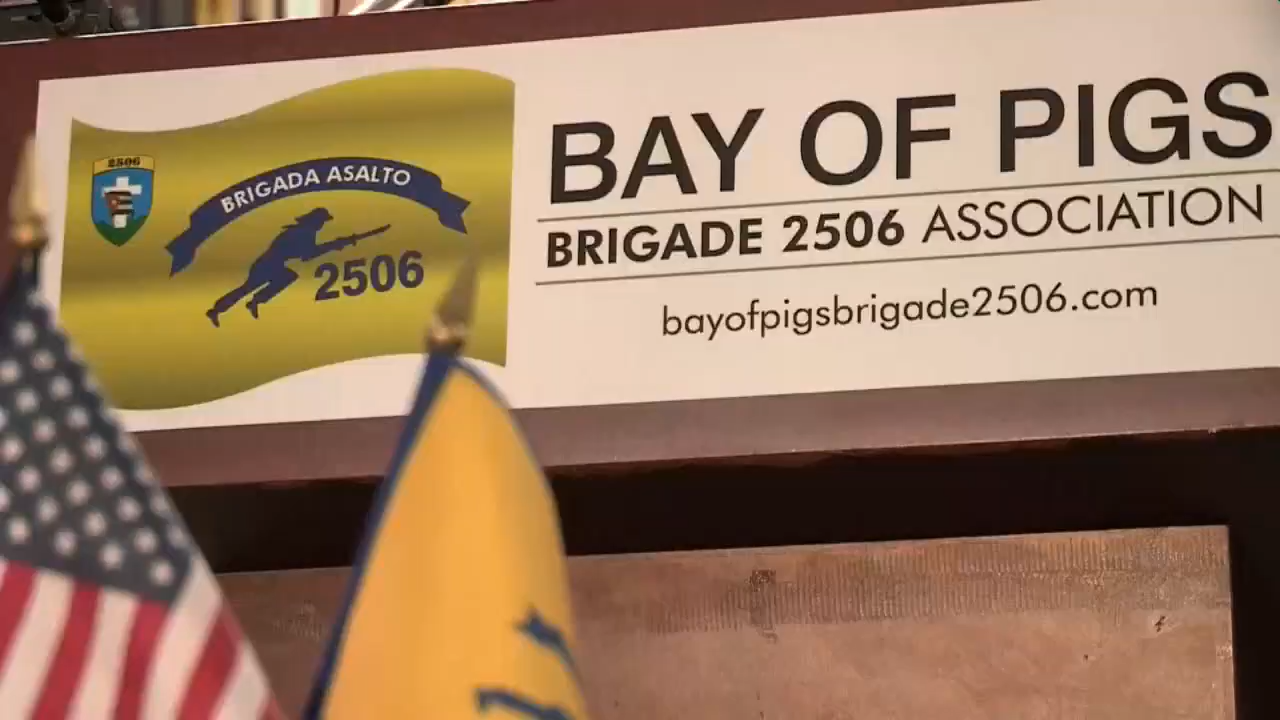 2506
BRIGADA ASALTO
2506
BAY OF PIGS
BRIGADE 2506 ASSOCIATION
bayofpigsbrigade2506.com